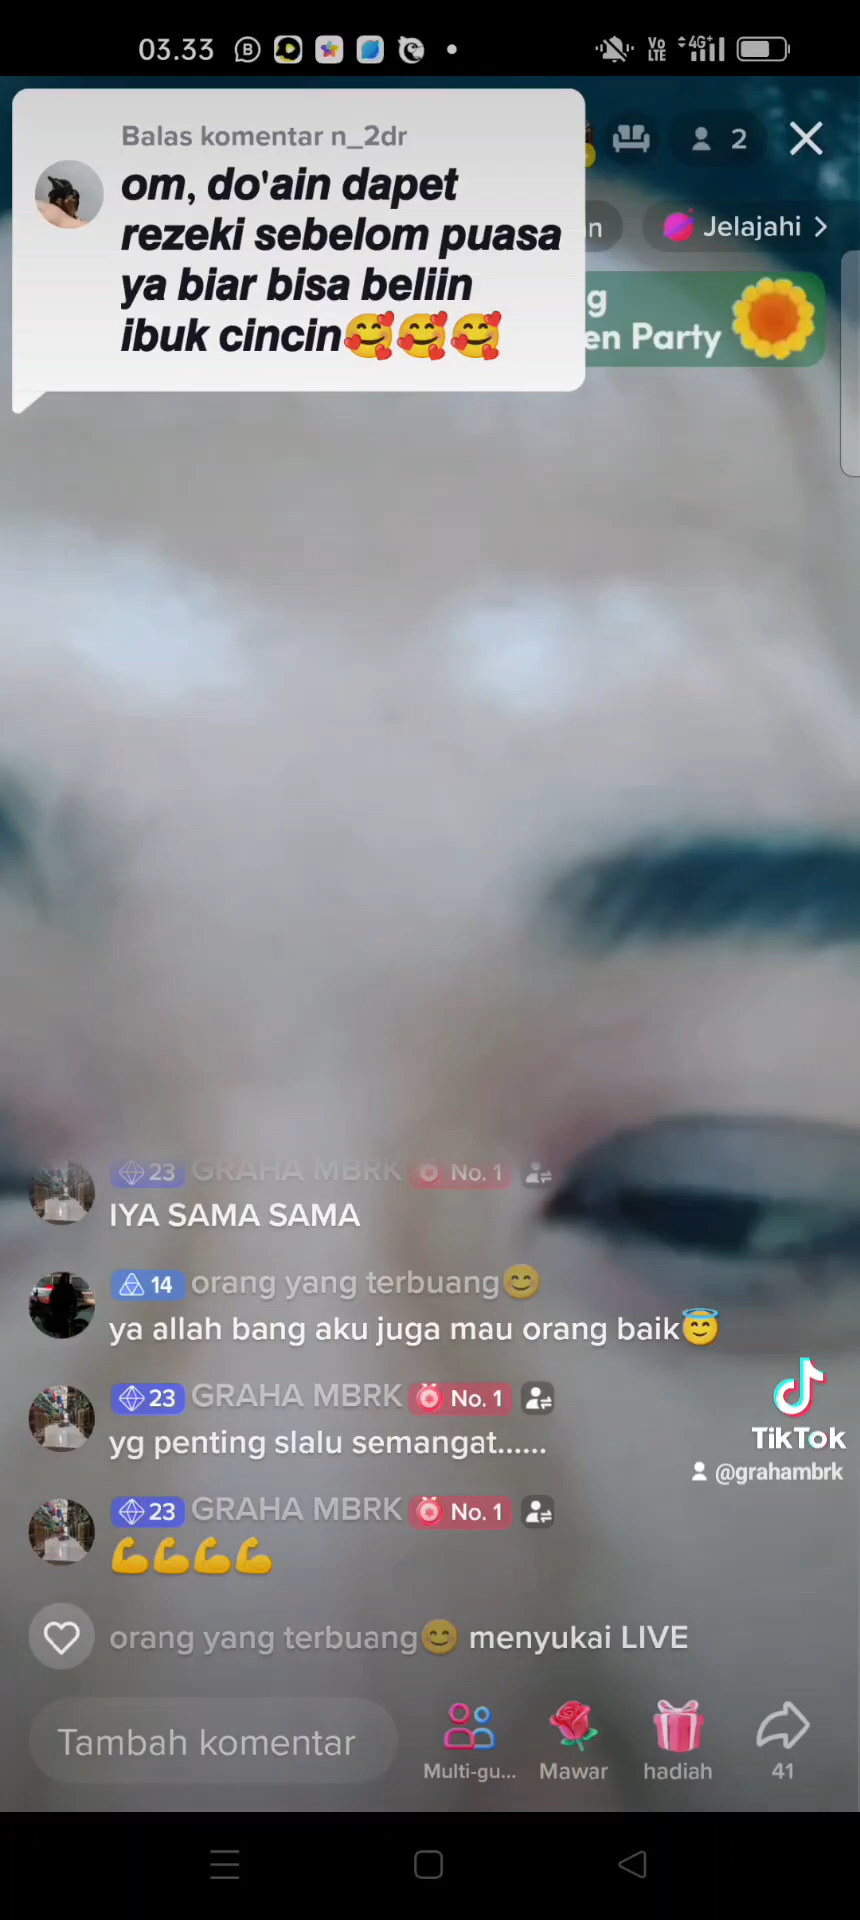 03.33
Vo
LTE
4G+
Balas komentar n_2dr
om, do'ain dapet
rezeki sebelom puasa
ya biar bisa beliin
ibuk cincin🥰🥰🥰
2
n
Jelajahi >
g
en Party
23 GRAHA MBRK No. 1
IYA SAMA SAMA
14 orang yang terbuang😊
ya allah bang aku juga mau orang baik😇
23 GRAHA MBRK No. 1
yg penting slalu semangat......
TikTok
@grahambrk
23 GRAHA MBRK No. 1
💪💪💪💪
orang yang terbuang😊 menyukai LIVE
Tambah komentar
Multi-gu...
Mawar
hadiah
41